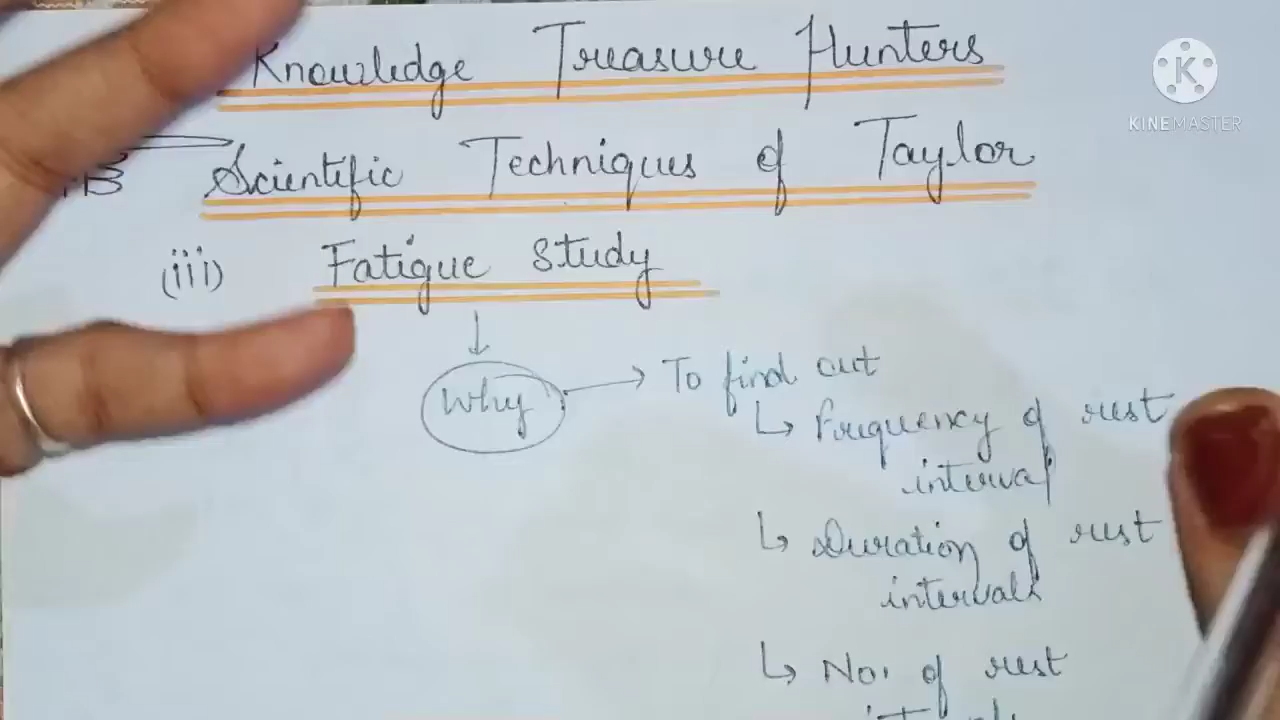 Knowledge Treasure Hunters
K
KINEMASTER
Scientific Techniques of Taylor
(iii) Fatigue Study
Why → To find out
↳ Frequency of rest
interval
↳ Duration of rest
intervals
↳ No. of rest